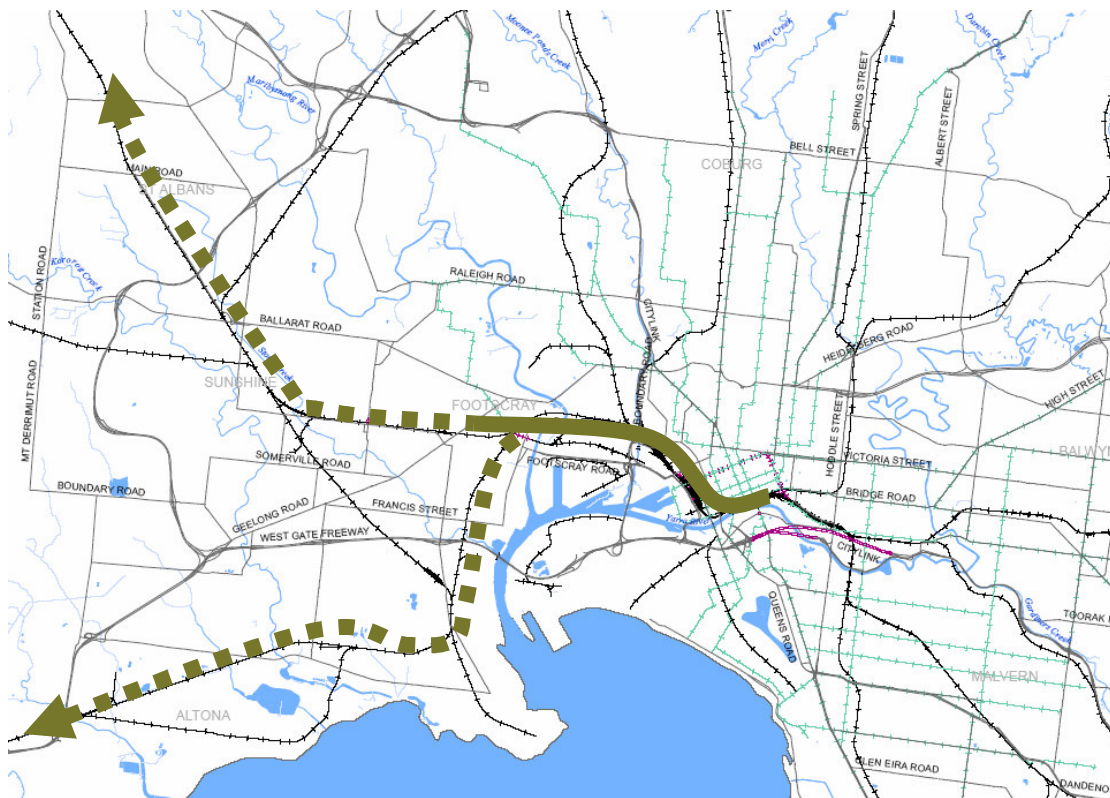 Moonee Ponds Creek
Merri Creek
Darebin Creek
Maribyrnong River
SPRING STREET
ALBERT STREET
BELL STREET
COBURG
MAIN ROAD
ST ALBANS
STATION ROAD
RALEIGH ROAD
CITYLINK
BALLARAT ROAD
HEIDELBERG ROAD
SUNSHINE
FOOTSCRAY
BOUNDARY ROAD
HIGH STREET
MT DERRIMUT ROAD
HODDLE STREET
BALWY
SOMERVILLE ROAD
FOOTSCRAY ROAD
VICTORIA STREET
BOUNDARY ROAD
BRIDGE ROAD
GEELONG ROAD
FRANCIS STREET
Yarra River
WEST GATE FREEWAY
CITYLINK
Gardiners Creek
TOORAK
QUEENS ROAD
MALVERN
ALTONA
GLEN EIRA ROAD
DANDENO